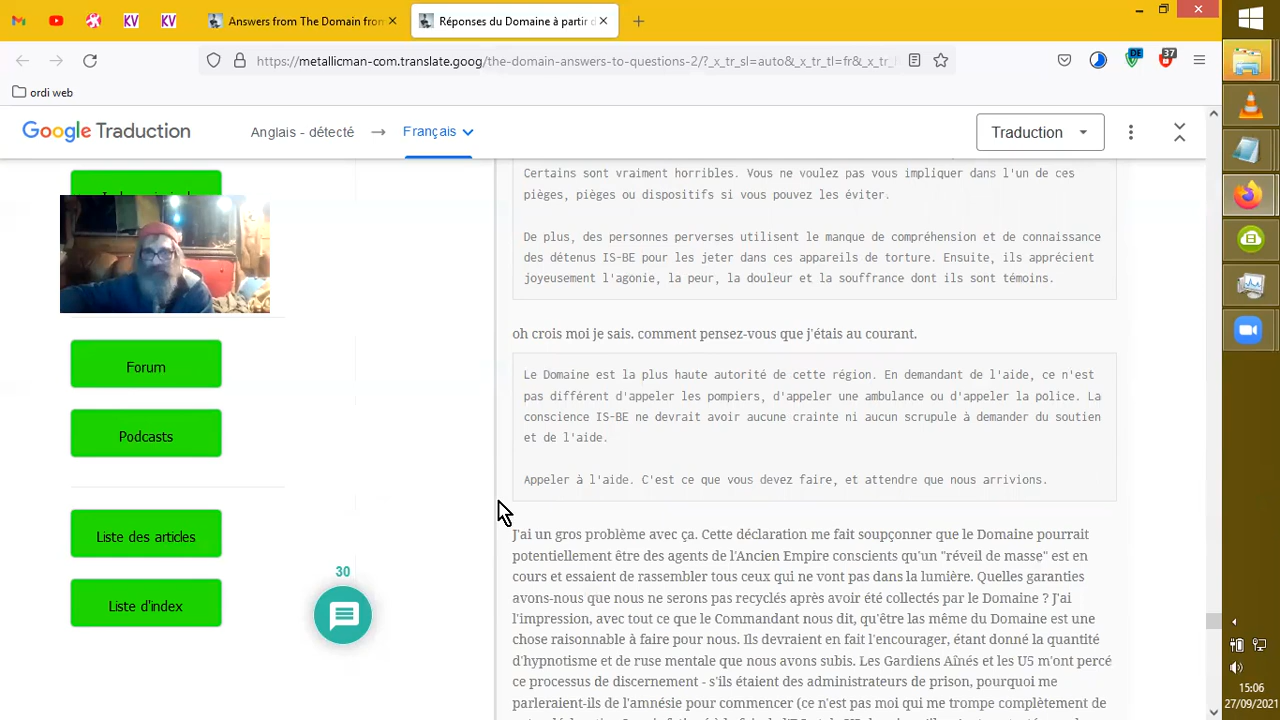 Answers from The Domain fron
Réponses du Domaine à partir d
https://metallicman-com.translate.goog/the-domain-answers-to-questions-2/?_x_tr_sl=auto&_x_tr_tl=fr&_x_tr_
DE
37
ordi web
Google Traduction
Anglais - détecté
Français
Traduction
Certains sont vraiment horribles. Vous ne voulez pas vous impliquer dans l'un de ces
pièges, pièges ou dispositifs si vous pouvez les éviter.
De plus, des personnes perverses utilisent le manque de compréhension et de connaissance
des Détenus IS-BE pour les jeter dans ces appareils de torture. Ensuite, ils apprécient
joyeusement l'agonie, la peur, la douleur et la souffrance dont ils sont témoins.
oh crois moi je sais. comment pensez-vous que j'étais au courant.
Forum
Le Domaine est la plus haute autorité de cette région. En demandant de l'aide, ce n'est
pas différent d'appeler les pompiers, d'appeler une ambulance ou d'appeler la police. La
conscience IS-BE ne devrait avoir aucune crainte ni aucun scrupule à demander du soutien
et de l'aide.
Podcasts
Appeler à l'aide. C'est ce que vous devez faire, et attendre que nous arrivions.
Liste des articles
J'ai un gros problème avec ça. Cette déclaration me fait soupçonner que le Domaine pourrait
potentiellement être des agents de l'Ancien Empire conscients qu'un "réveil de masse" est en
cours et essaient de rassembler tous ceux qui ne vont pas dans la lumière. Quelles garanties
avons-nous que nous ne serons pas recyclés après avoir été collectés par le Domaine ? J'ai
l'impression, avec tout ce que le Commandant nous dit, qu'être las même du Domaine est une
chose raisonnable à faire pour nous. Ils devraient en fait l'encourager, étant donné la quantité
d'hypnotisme et de ruse mentale que nous avons subis. Les Gardiens Aînés et les U5 m'ont percé
ce processus de discernement - s'ils étaient des administrateurs de prison, pourquoi me
parleraient-ils de l'amnésie pour commencer (ce n'est pas moi qui me trompe complètement de
30
Liste d'index
15:06
27/09/2021